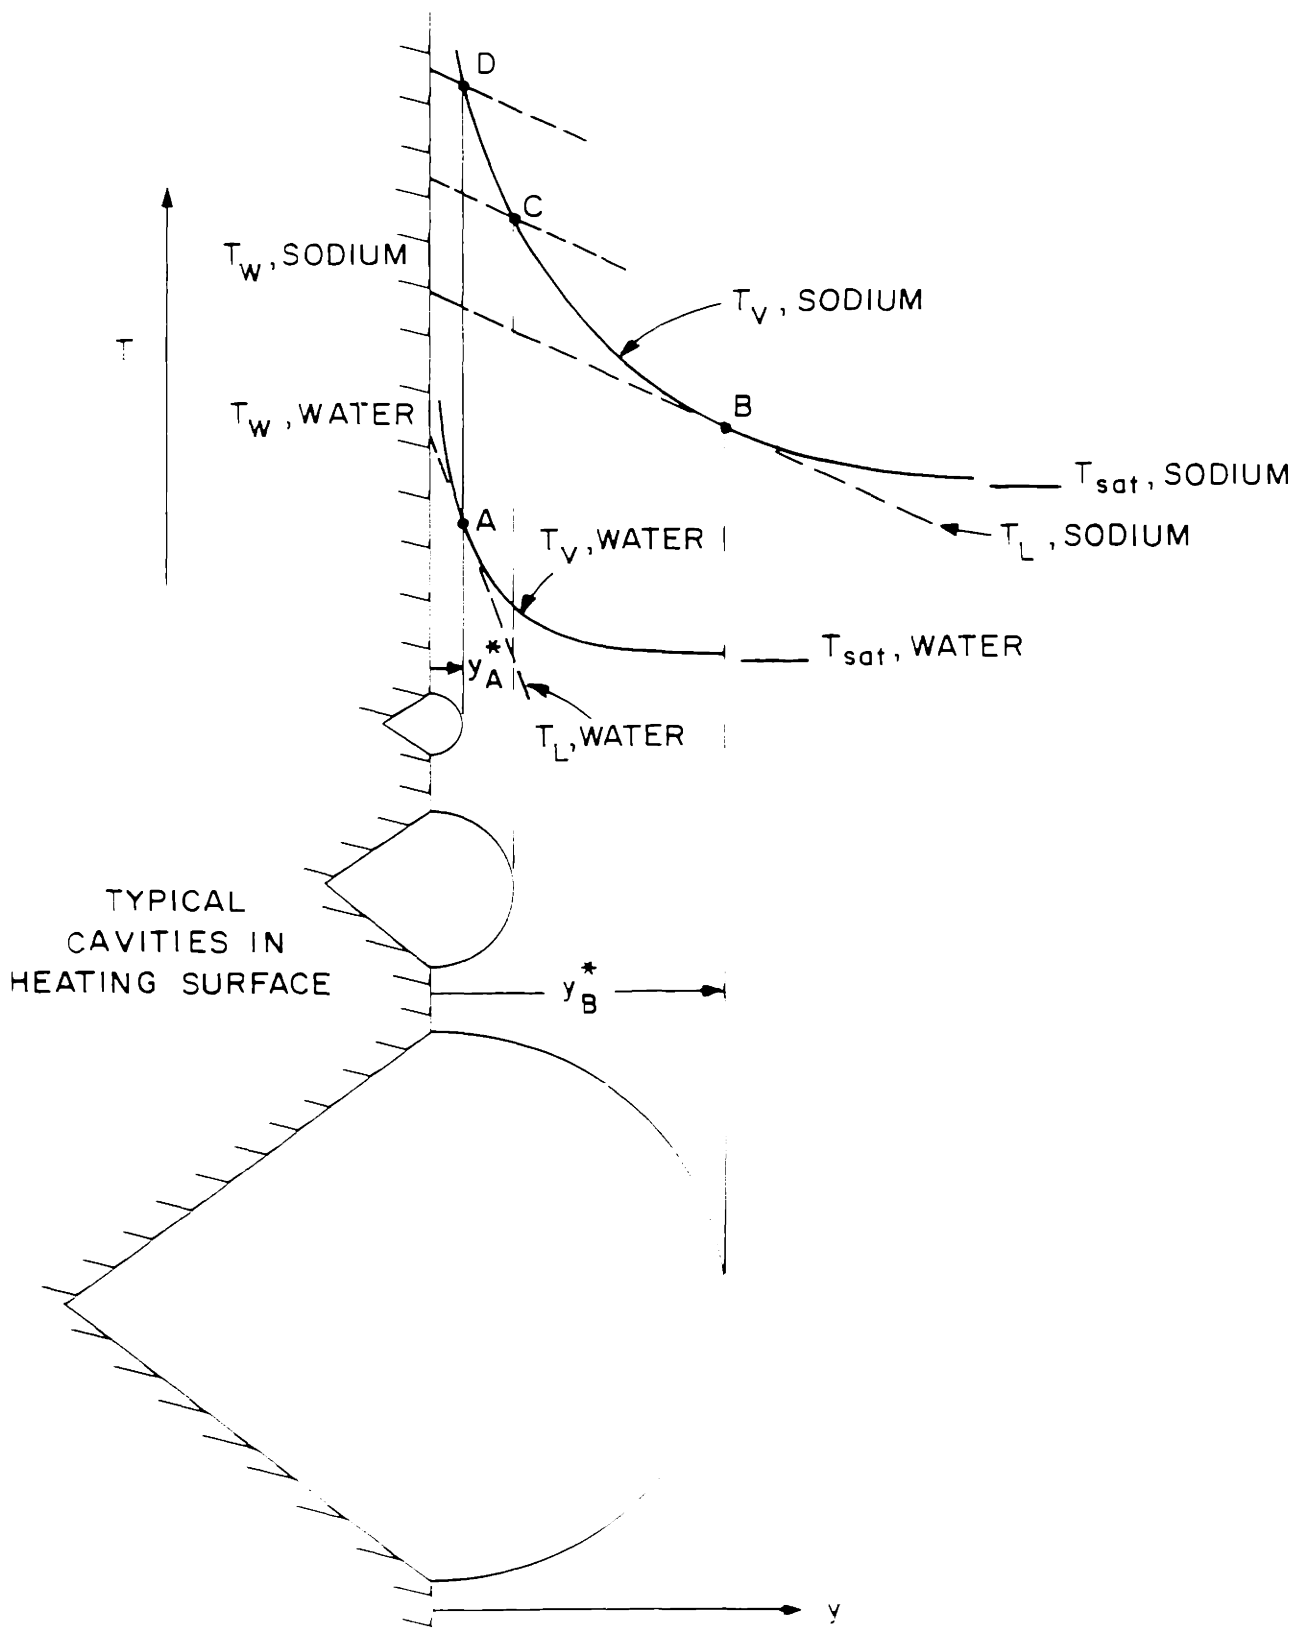 D
C
T_W, SODIUM
T_V, SODIUM
T
B
T_W, WATER
T_sat, SODIUM
A
T_V, WATER
T_L, SODIUM
T_sat, WATER
y*_A
T_L, WATER
TYPICAL
CAVITIES IN
HEATING SURFACE
y*_B
y